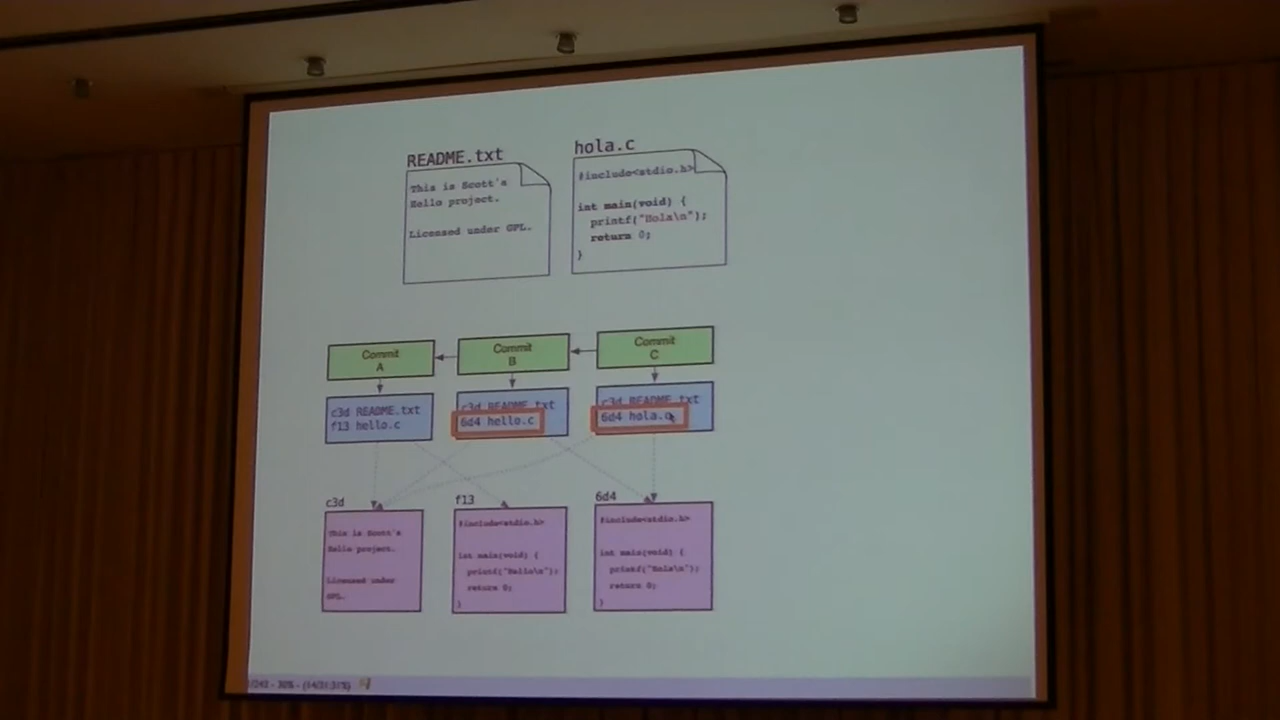 README.txt
This is Scott's
Hello project.
Licensed under GPL.
hola.c
#include<stdio.h>
int main(void) {
printf("Hola\n");
return 0;
}
Commit
A
Commit
B
Commit
C
c3d README.txt
f13 hello.c
c3d README.txt
6d4 hello.c
c3d README.txt
6d4 hola.c
c3d
This is Scott's
Hello project.
Licensed under
GPL.
f13
#include<stdio.h>
int main(void) {
printf("Hello\n");
return 0;
}
6d4
#include<stdio.h>
int main(void) {
printf("Hola\n");
return 0;
}